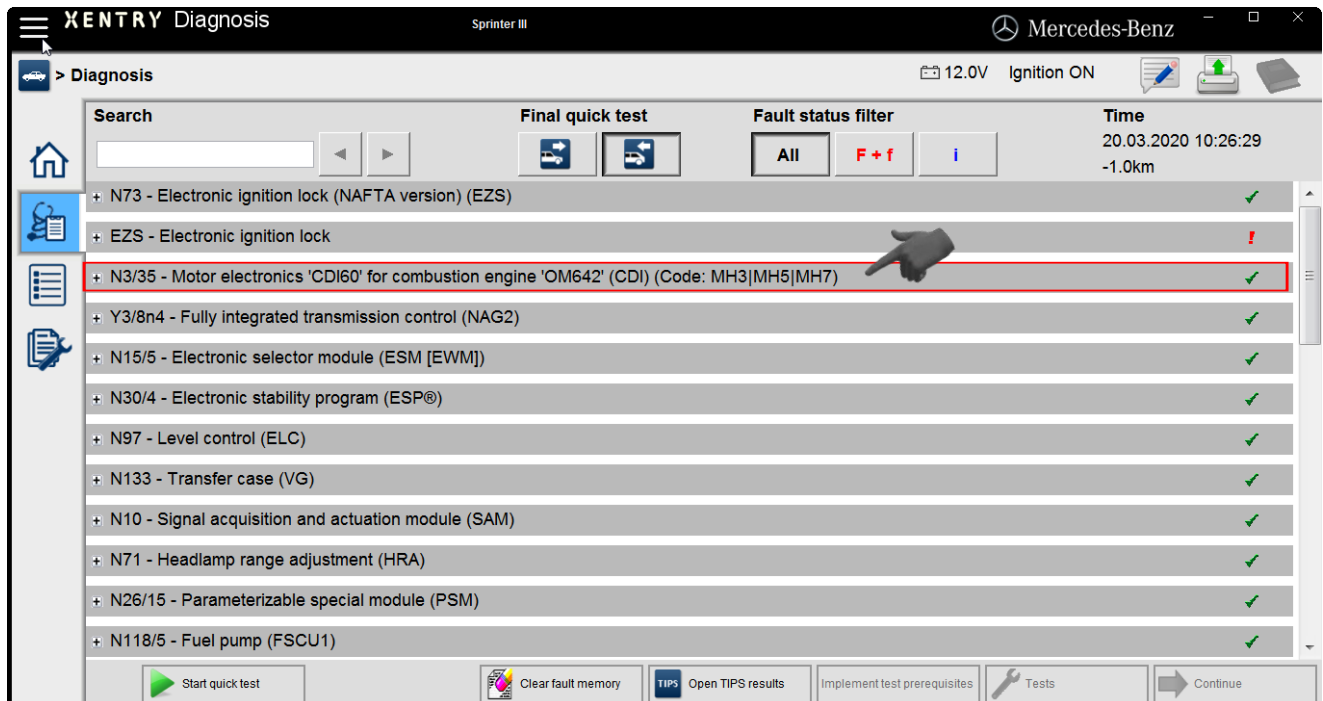 XENTRY Diagnosis
Sprinter III
Mercedes-Benz
> Diagnosis
12.0V Ignition ON
Search
Final quick test
Fault status filter
Time
All
F + f
i
20.03.2020 10:26:29
-1.0km
+ N73 - Electronic ignition lock (NAFTA version) (EZS)
+ EZS - Electronic ignition lock !
+ N3/35 - Motor electronics 'CDI60' for combustion engine 'OM642' (CDI) (Code: MH3|MH5|MH7)
+ Y3/8n4 - Fully integrated transmission control (NAG2)
+ N15/5 - Electronic selector module (ESM [EWM])
+ N30/4 - Electronic stability program (ESP®)
+ N97 - Level control (ELC)
+ N133 - Transfer case (VG)
+ N10 - Signal acquisition and actuation module (SAM)
+ N71 - Headlamp range adjustment (HRA)
+ N26/15 - Parameterizable special module (PSM)
+ N118/5 - Fuel pump (FSCU1)
Start quick test
Clear fault memory
TIPS Open TIPS results
Implement test prerequisites
Tests
Continue